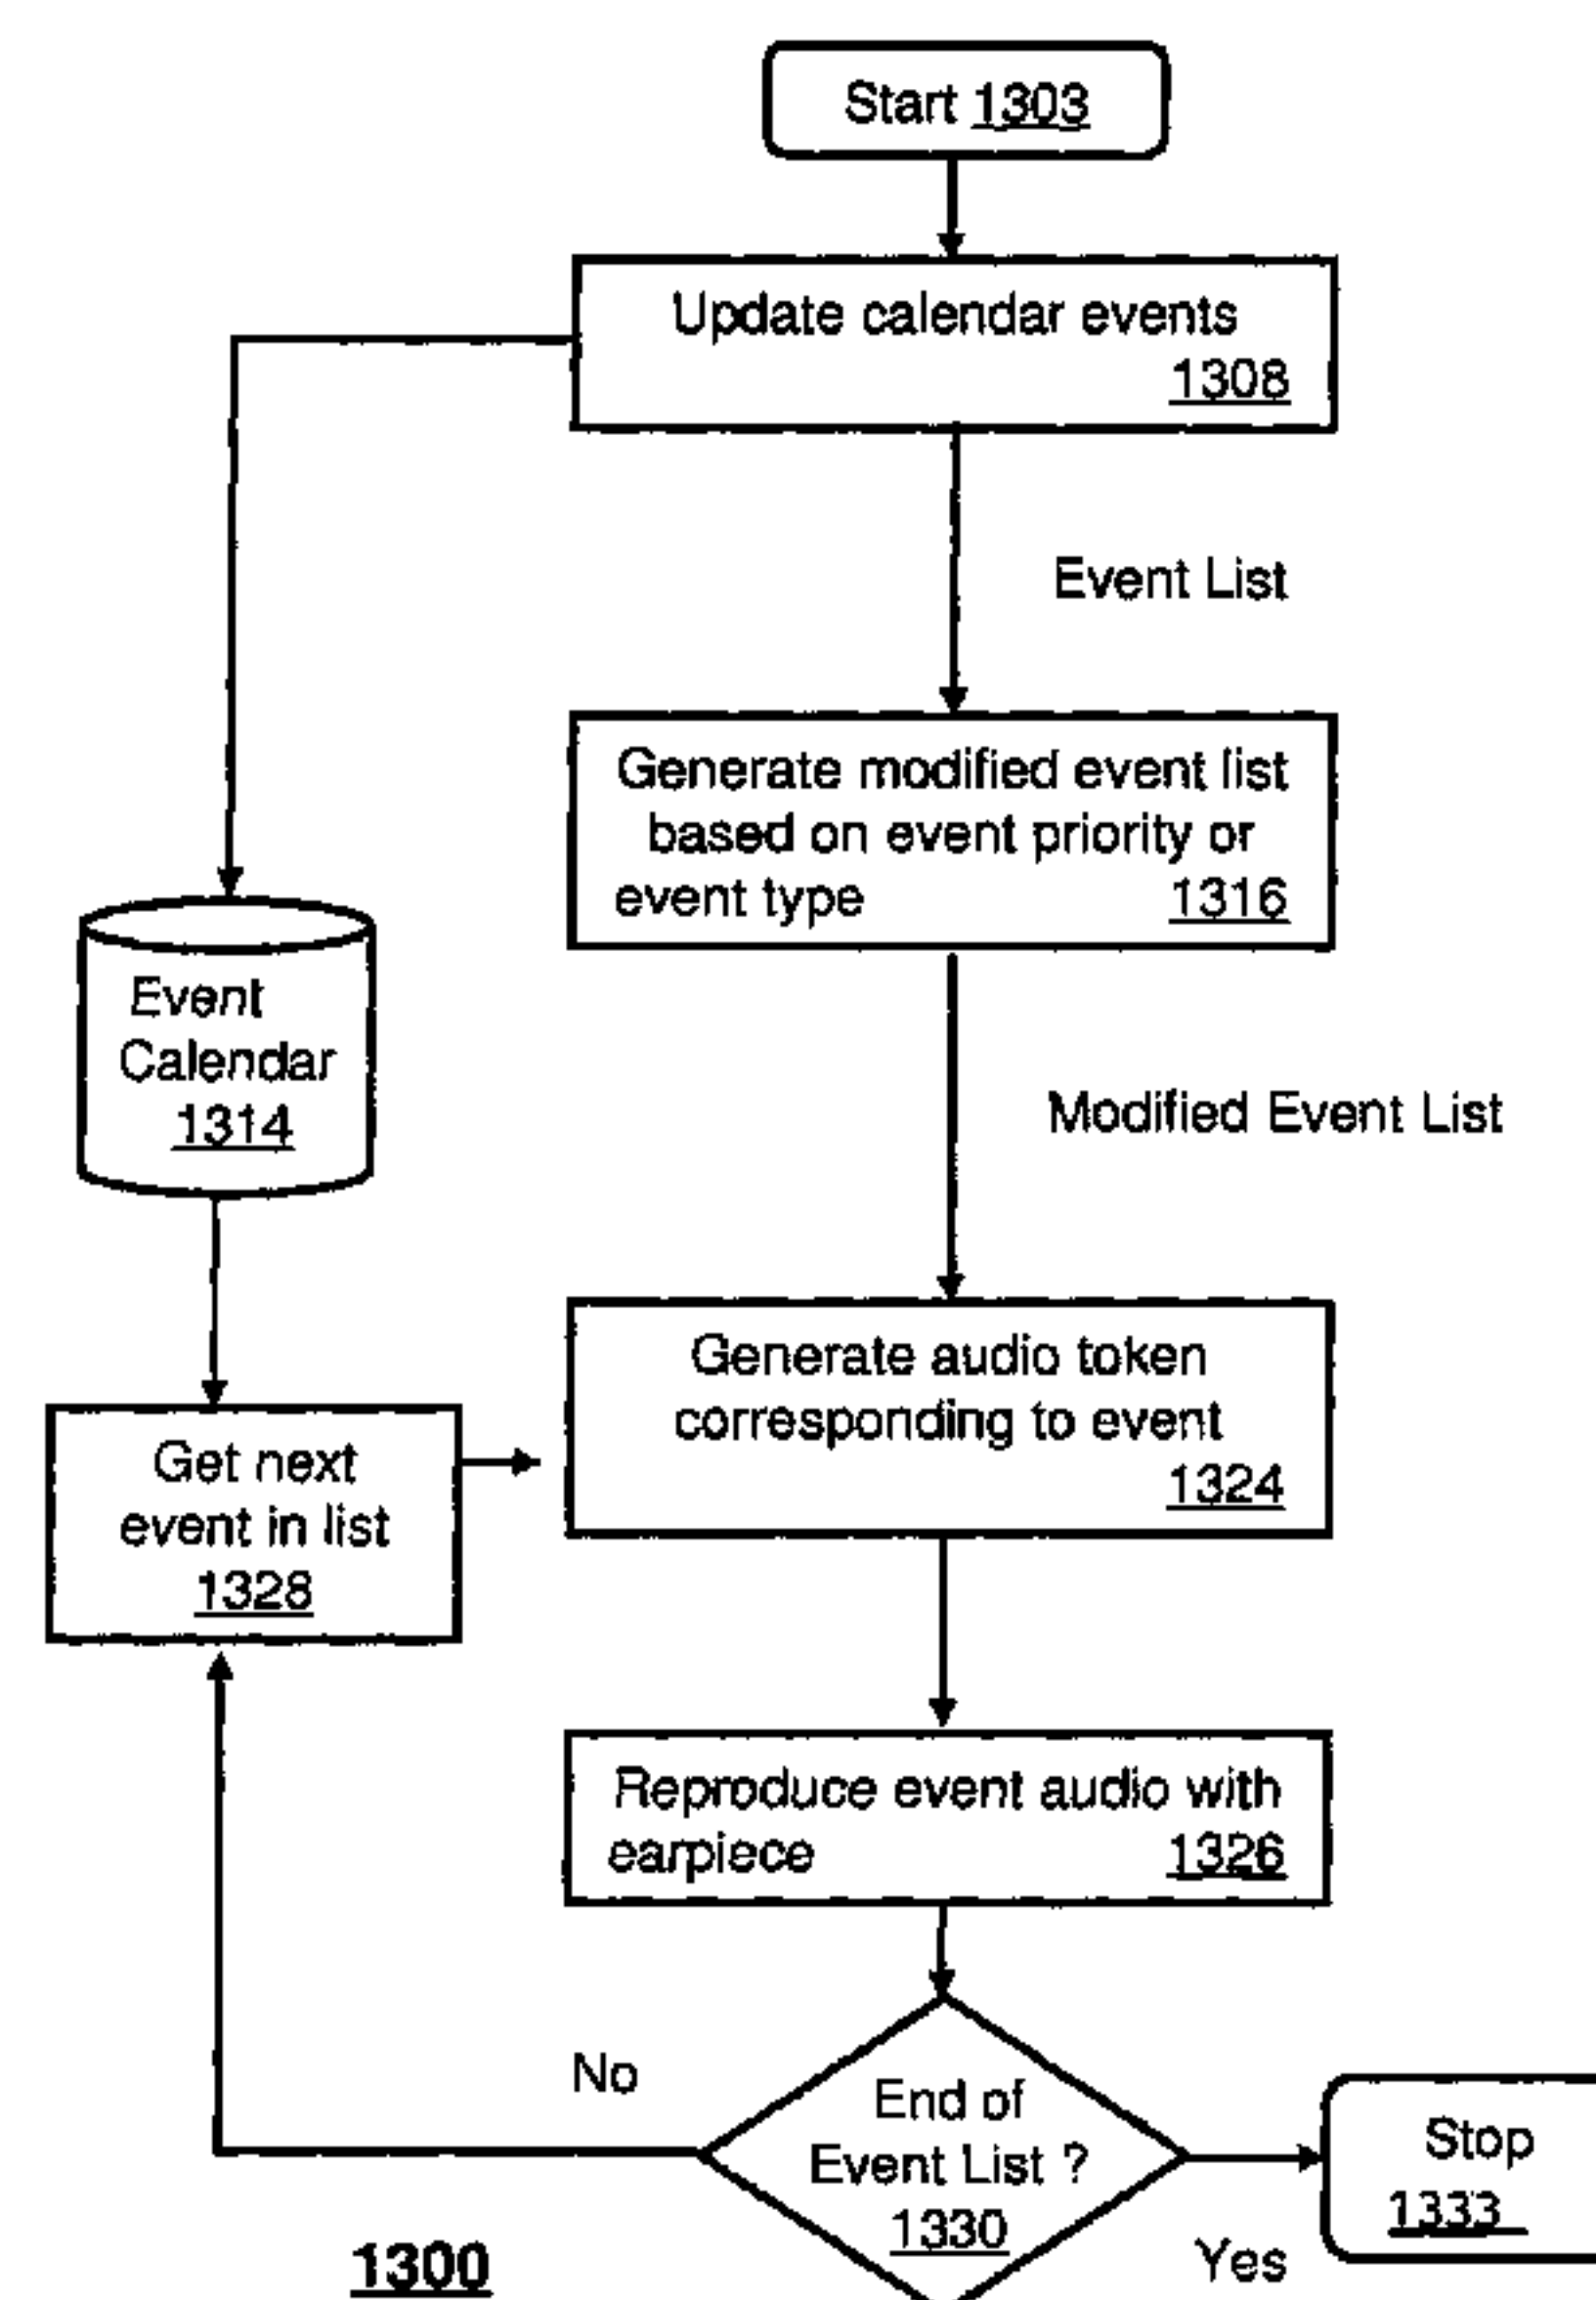 Start 1303
Update calendar events
1308
Event List
Generate modified event list
based on event priority or
event type 1316
Event
Calendar
1314
Modified Event List
Generate audio token
corresponding to event
1324
Get next
event in list
1328
Reproduce event audio with
earpiece 1326
No
End of
Event List ?
1330
Stop
1333
Yes
1300